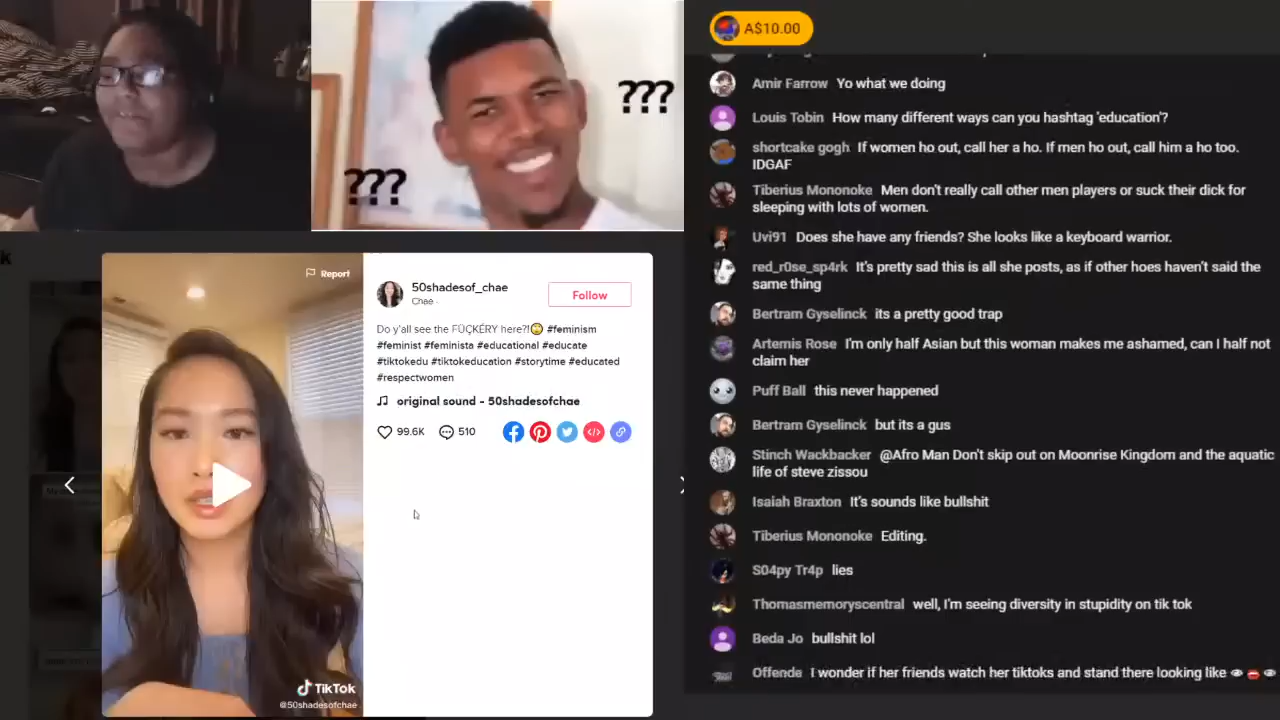 ???
???
Report
50shadesof_chae
Chae -
Follow
Do y'all see the FÙÇKÉRY here?!🙄 #feminism
#feminist #feminista #educational #educate
#tiktokedu #tiktokeducation #storytime #educated
#respectwomen
original sound - 50shadesofchae
99.6K
510
TikTok
@50shadesofchae
A$10.00
Amir Farrow Yo what we doing
Louis Tobin How many different ways can you hashtag 'education'?
shortcake gogh If women ho out, call her a ho. If men ho out, call him a ho too.
IDGAF
Tiberius Mononoke Men don't really call other men players or suck their dick for
sleeping with lots of women.
Uvi91 Does she have any friends? She looks like a keyboard warrior.
red_r0se_sp4rk It's pretty sad this is all she posts, as if other hoes haven't said the
same thing
Bertram Gyselinck its a pretty good trap
Artemis Rose I'm only half Asian but this woman makes me ashamed, can I half not
claim her
Puff Ball this never happened
Bertram Gyselinck but its a gus
Stinch Wackbacker @Afro Man Don't skip out on Moonrise Kingdom and the aquatic
life of steve zissou
Isaiah Braxton It's sounds like bullshit
Tiberius Mononoke Editing.
S04py Tr4p lies
Thomasmemoryscentral well, I'm seeing diversity in stupidity on tik tok
Beda Jo bullshit lol
Offende I wonder if her friends watch her tiktoks and stand there looking like 👁👄👁